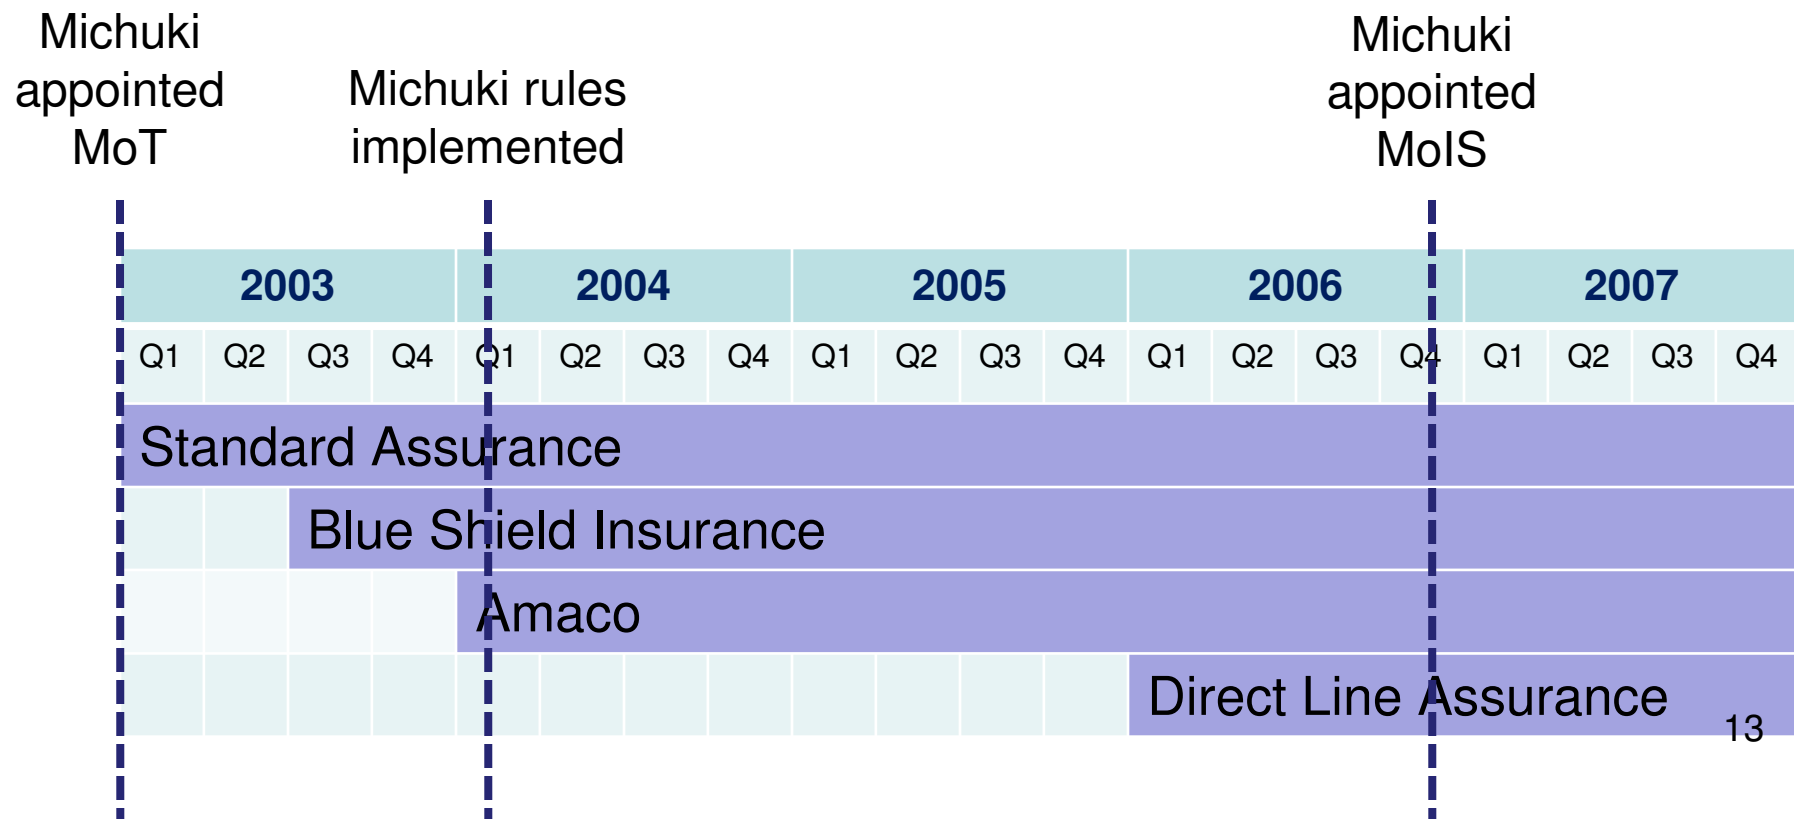 Michuki
appointed
MoT
Michuki rules
implemented
Michuki
appointed
MoIS
2003 2004 2005 2006 2007
Q1 Q2 Q3 Q4 Q1 Q2 Q3 Q4 Q1 Q2 Q3 Q4 Q1 Q2 Q3 Q4 Q1 Q2 Q3 Q4
Standard Assurance
Blue Shield Insurance
Amaco
Direct Line Assurance
13